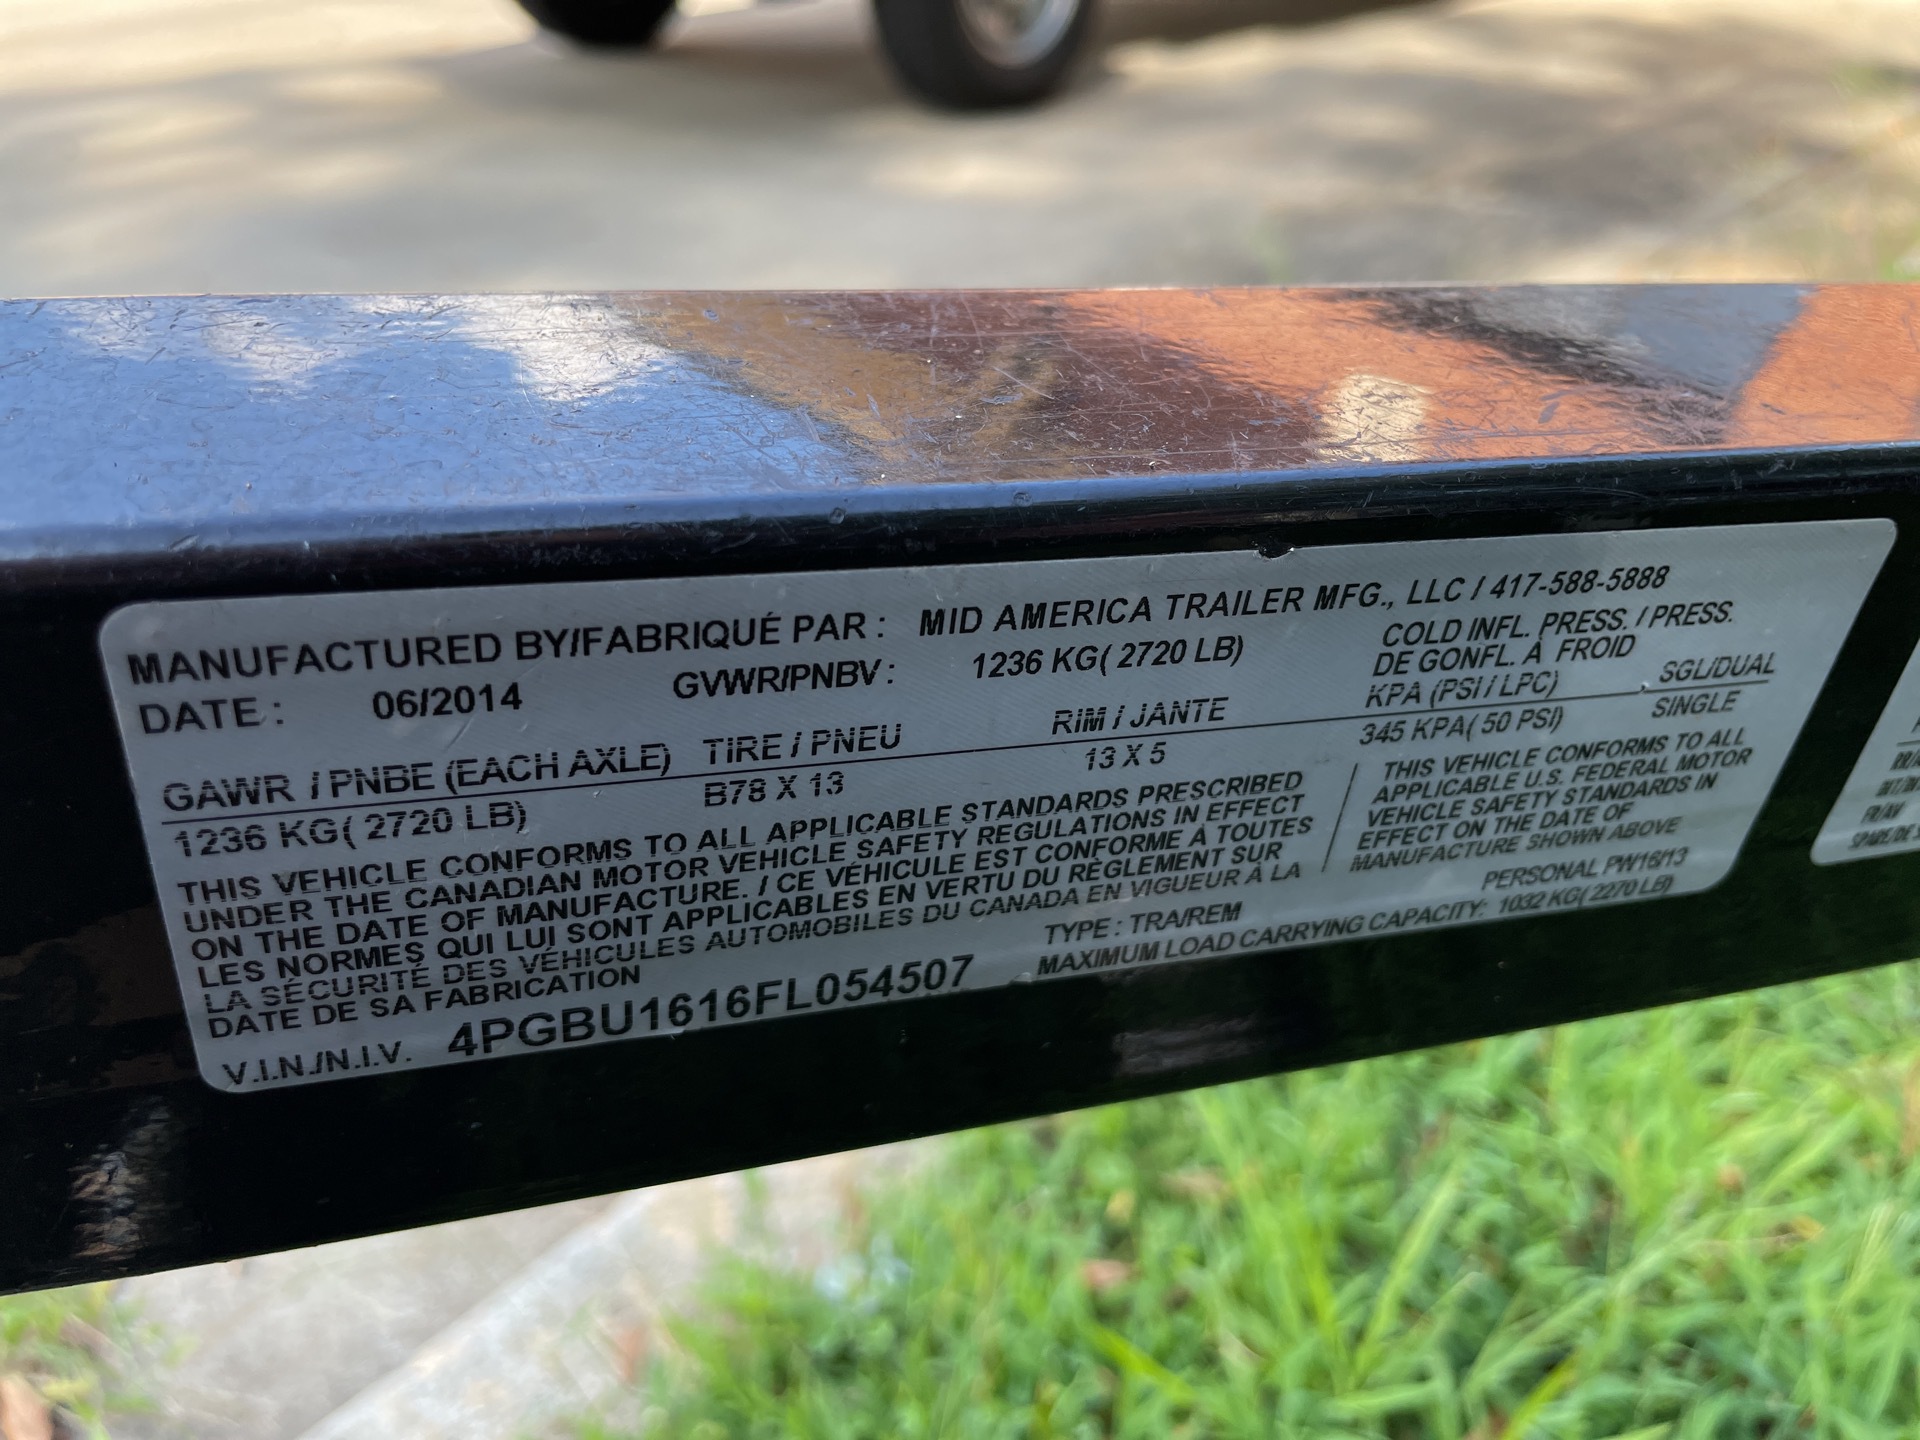 MANUFACTURED BY/FABRIQUÉ PAR : MID AMERICA TRAILER MFG., LLC / 417-588-5888
DATE : 06/2014 GVWR/PNBV : 1236 KG( 2720 LB)
COLD INFL. PRESS. / PRESS.
DE GONFL. À FROID
GAWR / PNBE (EACH AXLE) TIRE / PNEU RIM / JANTE KPA (PSI / LPC) SGL/DUAL
1236 KG( 2720 LB) B78 X 13 13 X 5 345 KPA( 50 PSI) SINGLE
THIS VEHICLE CONFORMS TO ALL APPLICABLE STANDARDS PRESCRIBED
UNDER THE CANADIAN MOTOR VEHICLE SAFETY REGULATIONS IN EFFECT
ON THE DATE OF MANUFACTURE. / CE VÉHICULE EST CONFORME À TOUTES
LES NORMES QUI LUI SONT APPLICABLES EN VERTU DU RÈGLEMENT SUR
LA SÉCURITÉ DES VÉHICULES AUTOMOBILES DU CANADA EN VIGUEUR À LA
DATE DE SA FABRICATION
THIS VEHICLE CONFORMS TO ALL
APPLICABLE U.S. FEDERAL MOTOR
VEHICLE SAFETY STANDARDS IN
EFFECT ON THE DATE OF
MANUFACTURE SHOWN ABOVE
PERSONAL PW16/13
TYPE : TRA/REM
MAXIMUM LOAD CARRYING CAPACITY: 1032 KG( 2270 LB)
V.I.N./N.I.V. 4PGBU1616FL054507